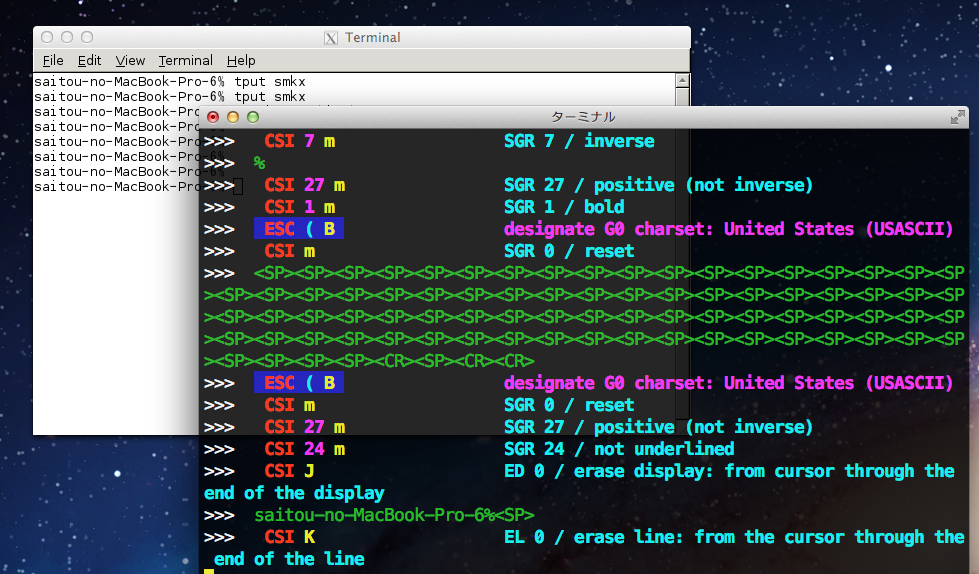 Terminal
File Edit View Terminal Help
saitou-no-MacBook-Pro-6% tput smkx
saitou-no-MacBook-Pro-6% tput smkx
saitou-no-MacBook-Pro
saitou-no-MacBook-Pro
saitou-no-MacBook-Pro
saitou-no-MacBook-Pro
saitou-no-MacBook-Pro
saitou-no-MacBook-Pro
ターミナル
>>> CSI 7 m SGR 7 / inverse
>>> %
>>> CSI 27 m SGR 27 / positive (not inverse)
>>> CSI 1 m SGR 1 / bold
>>> ESC ( B designate G0 charset: United States (USASCII)
>>> CSI m SGR 0 / reset
>>> <SP><SP><SP><SP><SP><SP><SP><SP><SP><SP><SP><SP><SP><SP><SP><SP><SP><SP
><SP><SP><SP><SP><SP><SP><SP><SP><SP><SP><SP><SP><SP><SP><SP><SP><SP><SP><SP
><SP><SP><SP><SP><SP><SP><SP><SP><SP><SP><SP><SP><SP><SP><SP><SP><SP><SP><SP
><SP><SP><SP><SP><SP><SP><SP><SP><SP><SP><SP><SP><SP><SP><SP><SP><SP><SP><SP
><SP><SP><SP><SP><CR><SP><CR><CR>
>>> ESC ( B designate G0 charset: United States (USASCII)
>>> CSI m SGR 0 / reset
>>> CSI 27 m SGR 27 / positive (not inverse)
>>> CSI 24 m SGR 24 / not underlined
>>> CSI J ED 0 / erase display: from cursor through the
end of the display
>>> saitou-no-MacBook-Pro-6%<SP>
>>> CSI K EL 0 / erase line: from the cursor through the
end of the line